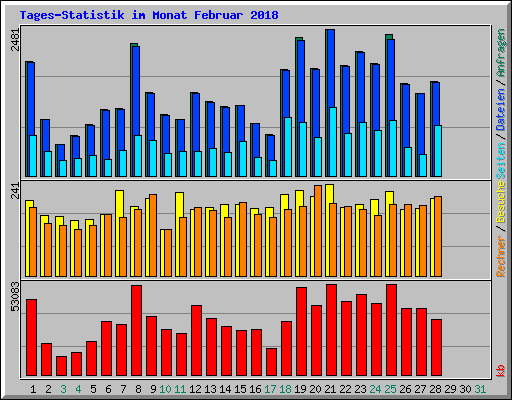 Tages-Statistik im Monat Februar 2018
2481
241
53083
Rechner / Besuche Seiten / Dateien / Anfragen
kb
1 2 3 4 5 6 7 8 9 10 11 12 13 14 15 16 17 18 19 20 21 22 23 24 25 26 27 28 29 30 31